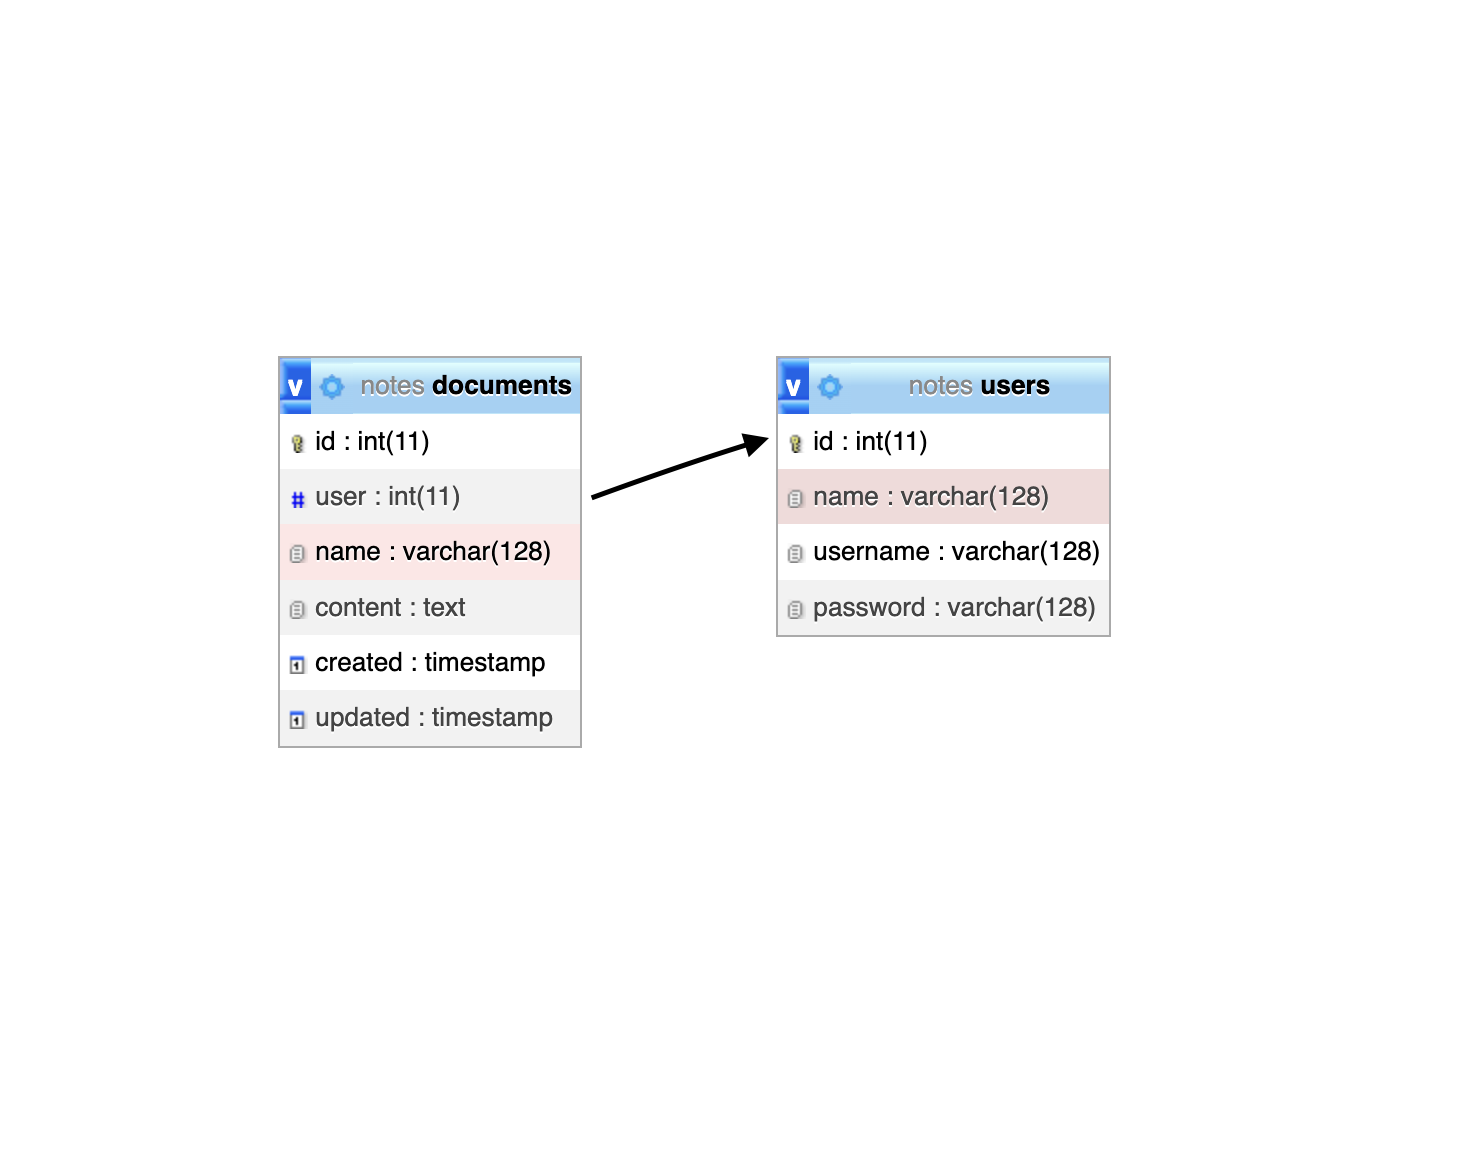 v notes documents
id : int(11)
user : int(11)
name : varchar(128)
content : text
created : timestamp
updated : timestamp
v notes users
id : int(11)
name : varchar(128)
username : varchar(128)
password : varchar(128)